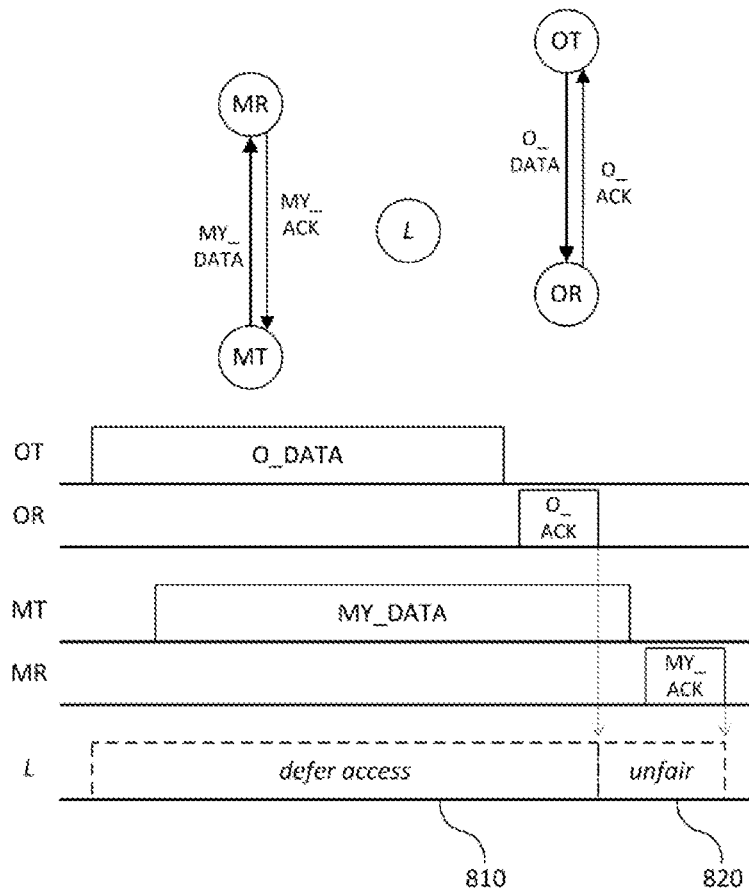 OT
MR
O_
DATA
O_
ACK
MY_
ACK
MY_
DATA
L
OR
MT
OT
O_DATA
OR
O_
ACK
MT
MY_DATA
MR
MY_
ACK
L
defer access
unfair
810
820